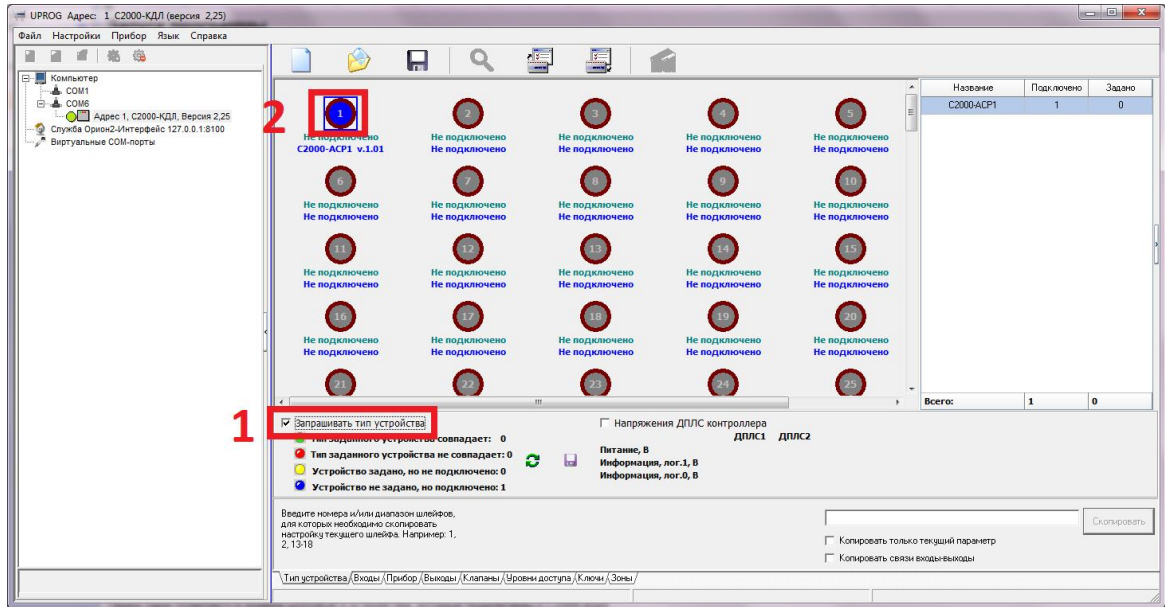 UPROG Адрес: 1 С2000-КДЛ (версия 2,25)
Файл Настройки Прибор Язык Справка
Компьютер
COM1
COM6
Адрес 1, С2000-КДЛ, Версия 2,25
Служба Орион2-Интерфейс 127.0.0.1:8100
Виртуальные COM-порты
2
1 2 3 4 5
Не подключено Не подключено Не подключено Не подключено Не подключено
С2000-АСР1 v.1.01 Не подключено Не подключено Не подключено Не подключено
6 7 8 9 10
Не подключено Не подключено Не подключено Не подключено Не подключено
Не подключено Не подключено Не подключено Не подключено Не подключено
11 12 13 14 15
Не подключено Не подключено Не подключено Не подключено Не подключено
Не подключено Не подключено Не подключено Не подключено Не подключено
16 17 18 19 20
Не подключено Не подключено Не подключено Не подключено Не подключено
Не подключено Не подключено Не подключено Не подключено Не подключено
21 22 23 24 25
Название Подключено Задано
С2000-АСР1 1 0
Всего: 1 0
1
Запрашивать тип устройства
Тип заданного устройства совпадает: 0
Тип заданного устройства не совпадает: 0
Устройство задано, но не подключено: 0
Устройство не задано, но подключено: 1
Напряжения ДПЛС контроллера
ДПЛС1 ДПЛС2
Питание, В
Информация, лог.1, В
Информация, лог.0, В
Введите номера и/или диапазон шлейфов,
для которых необходимо скопировать
настройку текущего шлейфа. Например: 1,
2, 13-18
Скопировать
Копировать только текущий параметр
Копировать связи входы-выходы
Тип устройства Входы Прибор Выходы Клапаны Уровни доступа Ключи Зоны